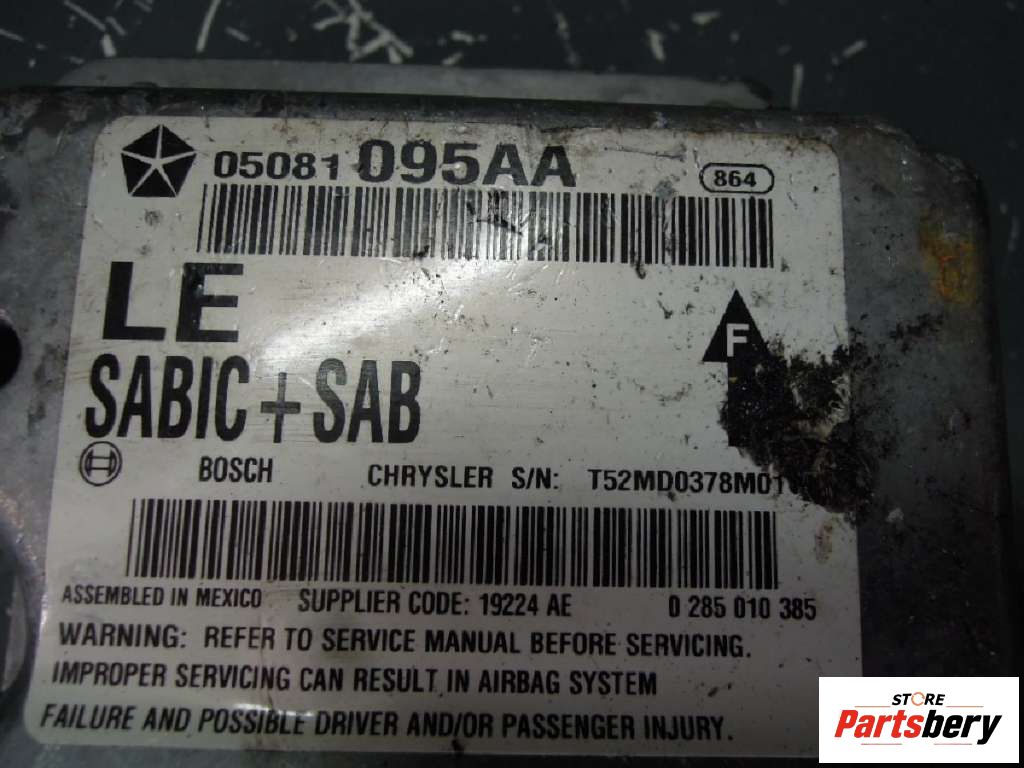 05081 095AA 864
LE
F
SABIC + SAB
BOSCH CHRYSLER S/N: T52MD0378M01
ASSEMBLED IN MEXICO SUPPLIER CODE: 19224 AE 0 285 010 385
WARNING: REFER TO SERVICE MANUAL BEFORE SERVICING.
IMPROPER SERVICING CAN RESULT IN AIRBAG SYSTEM
FAILURE AND POSSIBLE DRIVER AND/OR PASSENGER INJURY.
STORE
Partsbery